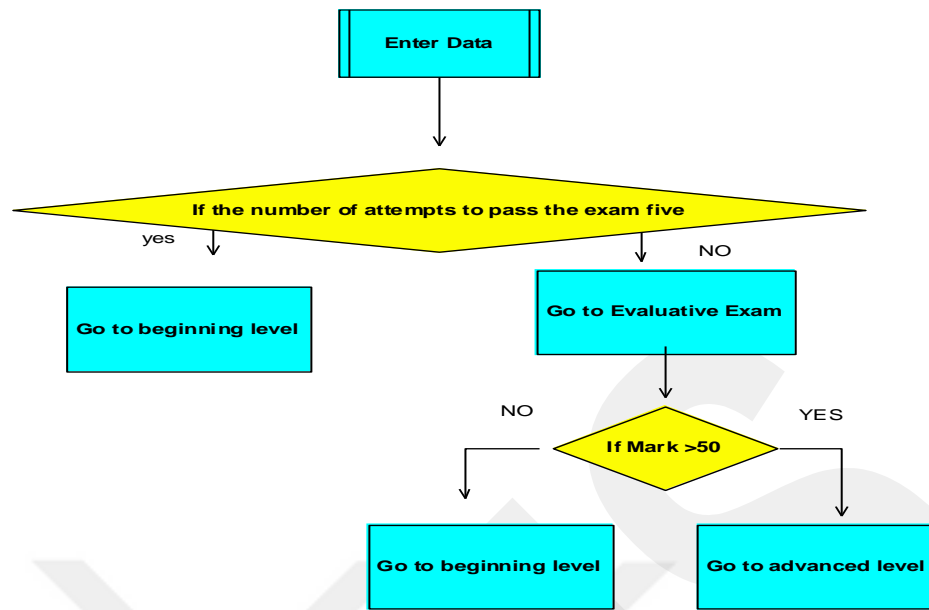 Enter Data
If the number of attempts to pass the exam five
yes
NO
Go to beginning level
Go to Evaluative Exam
NO
YES
If Mark >50
Go to beginning level
Go to advanced level